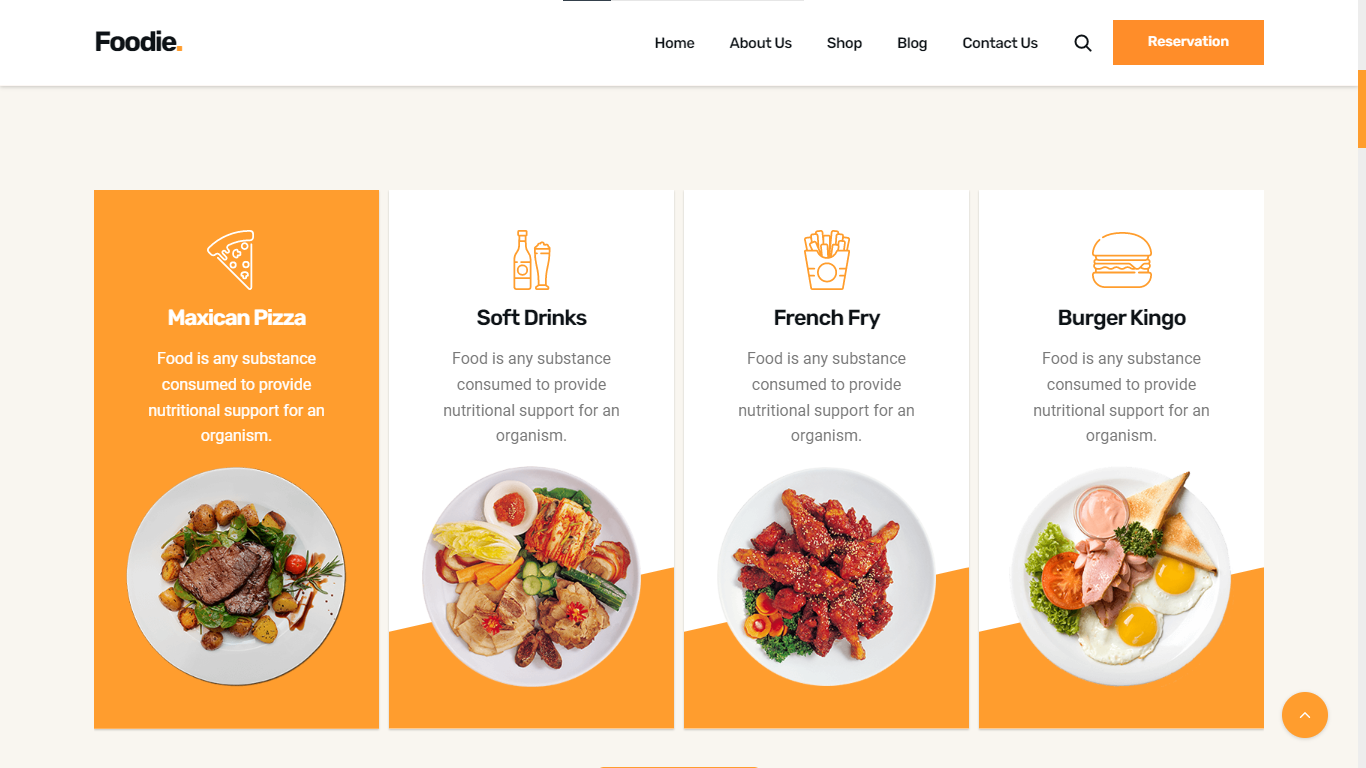 Foodie.
Home
About Us
Shop
Blog
Contact Us
Reservation
Maxican Pizza
Food is any substance
consumed to provide
nutritional support for an
organism.
Soft Drinks
Food is any substance
consumed to provide
nutritional support for an
organism.
French Fry
Food is any substance
consumed to provide
nutritional support for an
organism.
Burger Kingo
Food is any substance
consumed to provide
nutritional support for an
organism.